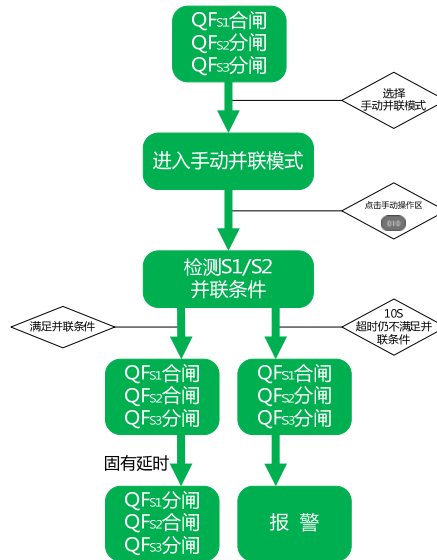 QFS1合闸
QFS2分闸
QFS3分闸
选择
手动并联模式
进入手动并联模式
点击手动操作区
检测S1/S2
并联条件
满足并联条件
10S
超时仍不满足并
联条件
QFS1合闸
QFS2合闸
QFS3分闸
QFS1合闸
QFS2分闸
QFS3分闸
固有延时
QFS1分闸
QFS2合闸
QFS3分闸
报 警